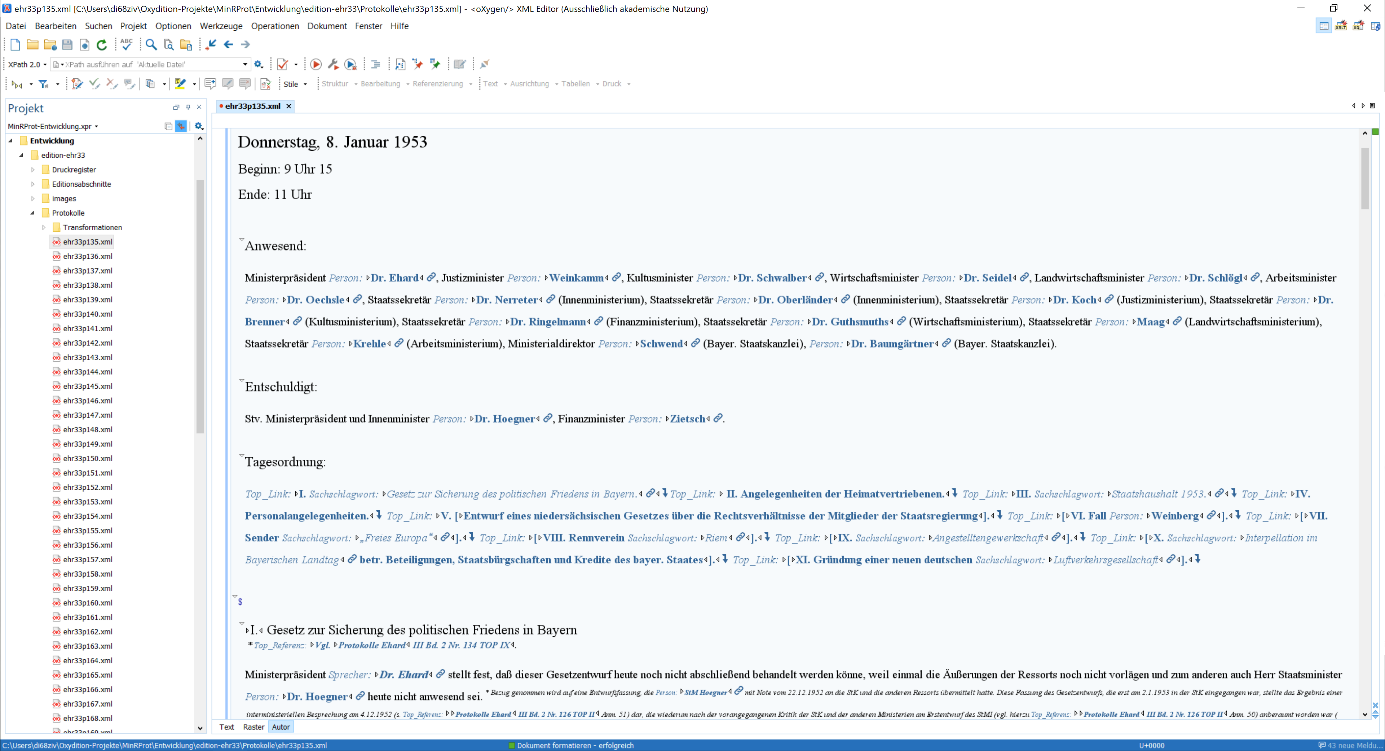 ehr33p135.xml [C:\Users\di68ziv\Oxydition-Projekte\MinRProt\Entwicklung\edition-ehr33\Protokolle\ehr33p135.xml] - <oXygen/> XML Editor (Ausschließlich akademische Nutzung)
Datei Bearbeiten Suchen Projekt Optionen Werkzeuge Operationen Dokument Fenster Hilfe
XPath 2.0 XPath ausführen auf 'Aktuelle Datei'
Stile Struktur Bearbeitung Referenzierung Text Ausrichtung Tabellen Druck
Projekt
MinRProt-Entwicklung.xpr
Entwicklung
edition-ehr33
Druckregister
Editionsabschnitte
Images
Protokolle
Transformationen
ehr33p135.xml
ehr33p136.xml
ehr33p137.xml
ehr33p138.xml
ehr33p139.xml
ehr33p140.xml
ehr33p141.xml
ehr33p142.xml
ehr33p143.xml
ehr33p144.xml
ehr33p145.xml
ehr33p146.xml
ehr33p147.xml
ehr33p148.xml
ehr33p149.xml
ehr33p150.xml
ehr33p151.xml
ehr33p152.xml
ehr33p153.xml
ehr33p154.xml
ehr33p155.xml
ehr33p156.xml
ehr33p157.xml
ehr33p158.xml
ehr33p159.xml
ehr33p160.xml
ehr33p161.xml
ehr33p162.xml
ehr33p163.xml
ehr33p164.xml
ehr33p165.xml
ehr33p166.xml
ehr33p167.xml
ehr33p168.xml
ehr33p169.xml
ehr33p135.xml
Donnerstag, 8. Januar 1953
Beginn: 9 Uhr 15
Ende: 11 Uhr
Anwesend:
Ministerpräsident Person: Dr. Ehard, Justizminister Person: Weinkamm, Kultusminister Person: Dr. Schwalber, Wirtschaftsminister Person: Dr. Seidel, Landwirtschaftsminister Person: Dr. Schlögl, Arbeitsminister
Person: Dr. Oechsle, Staatssekretär Person: Dr. Nerreter (Innenministerium), Staatssekretär Person: Dr. Oberländer (Innenministerium), Staatssekretär Person: Dr. Koch (Justizministerium), Staatssekretär Person: Dr.
Brenner (Kultusministerium), Staatssekretär Person: Dr. Ringelmann (Finanzministerium), Staatssekretär Person: Dr. Guthsmuths (Wirtschaftsministerium), Staatssekretär Person: Maag (Landwirtschaftsministerium),
Staatssekretär Person: Krehle (Arbeitsministerium), Ministerialdirektor Person: Schwend (Bayer. Staatskanzlei), Person: Dr. Baumgärtner (Bayer. Staatskanzlei).
Entschuldigt:
Stv. Ministerpräsident und Innenminister Person: Dr. Hoegner, Finanzminister Person: Zietsch.
Tagesordnung:
Top_Link: I. Sachschlagwort: Gesetz zur Sicherung des politischen Friedens in Bayern. Top_Link: II. Angelegenheiten der Heimatvertriebenen. Top_Link: III. Sachschlagwort: Staatshaushalt 1953. Top_Link: IV.
Personalangelegenheiten. Top_Link: V. [Entwurf eines niedersächsischen Gesetzes über die Rechtsverhältnisse der Mitglieder der Staatsregierung]. Top_Link: [VI. Fall Person: Weinberg]. Top_Link: [VII.
Sender Sachschlagwort: „Freies Europa"]. Top_Link: [VIII. Rennverein Sachschlagwort: Riem]. Top_Link: [IX. Sachschlagwort: Angestelltengewerkschaft]. Top_Link: [X. Sachschlagwort: Interpellation im
Bayerischen Landtag betr. Beteiligungen, Staatsbürgschaften und Kredite des bayer. Staates]. Top_Link: [XI. Gründung einer neuen deutschen Sachschlagwort: Luftverkehrsgesellschaft].
§
I. Gesetz zur Sicherung des politischen Friedens in Bayern
* Top_Referenz: Vgl. Protokolle Ehard III Bd. 2 Nr. 134 TOP IX.
Ministerpräsident Sprecher: Dr. Ehard stellt fest, daß dieser Gesetzentwurf heute noch nicht abschließend behandelt werden könne, weil einmal die Äußerungen der Ressorts noch nicht vorlägen und zum anderen auch Herr Staatsminister
Person: Dr. Hoegner heute nicht anwesend sei. * Bezug genommen wird auf eine Entwurfsfassung, die Person: StM Hoegner mit Note vom 22.12.1952 an die StK und die anderen Ressorts übermittelt hatte. Diese Fassung des Gesetzentwurfs, die erst am 2.1.1953 in der StK eingegangen war, stellte das Ergebnis einer
interministeriellen Besprechung am 4.12.1952 (s. Top_Referenz: Protokolle Ehard III Bd. 2 Nr. 126 TOP II Anm. 51) dar, die wiederum nach der vorangegangenen Kritik der StK und der anderen Ministerien am Erstentwurf des StMI (vgl. hierzu Top_Referenz: Protokolle Ehard III Bd. 2 Nr. 126 TOP II Anm. 50) anberaumt worden war (
Text Raster Autor
C:\Users\di68ziv\Oxydition-Projekte\MinRProt\Entwicklung\edition-ehr33\Protokolle\ehr33p135.xml Dokument formatieren - erfolgreich U+0000 43 neue Meldu...